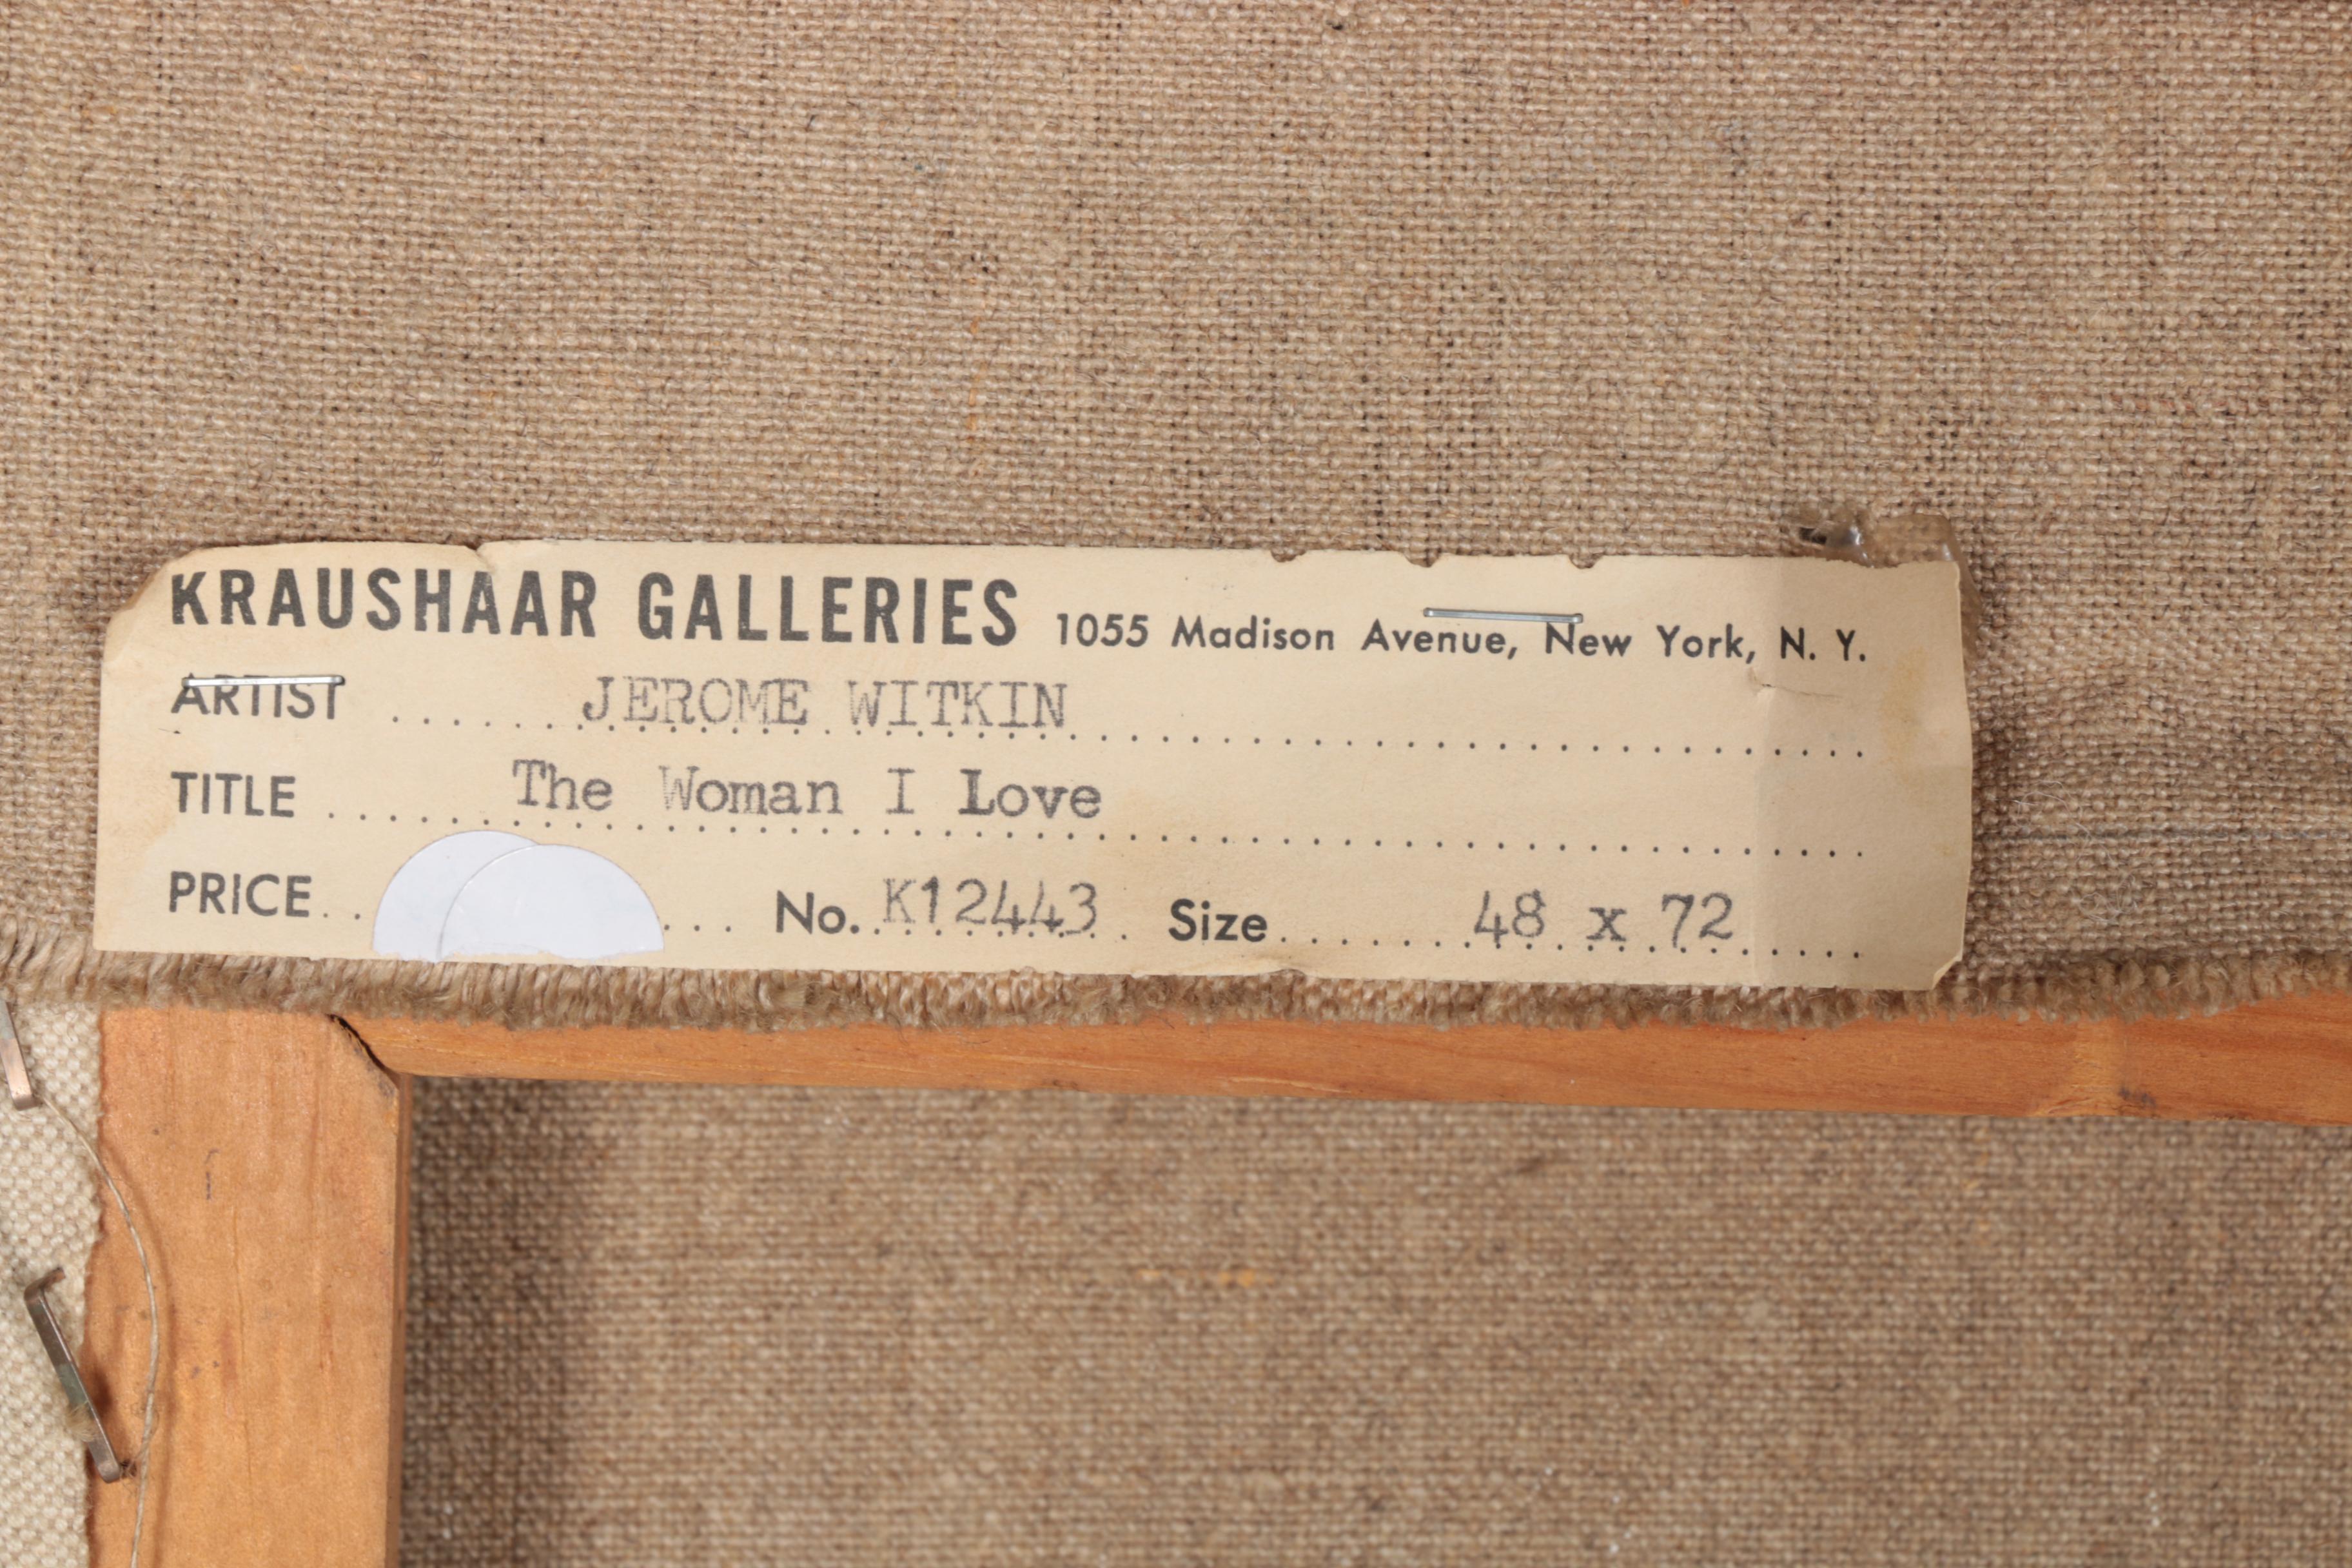 KRAUSHAAR GALLERIES 1055 Madison Avenue, New York, N. Y.
ARTIST JEROME WITKIN
TITLE The Woman I Love
PRICE No. K12443 Size 48 x 72